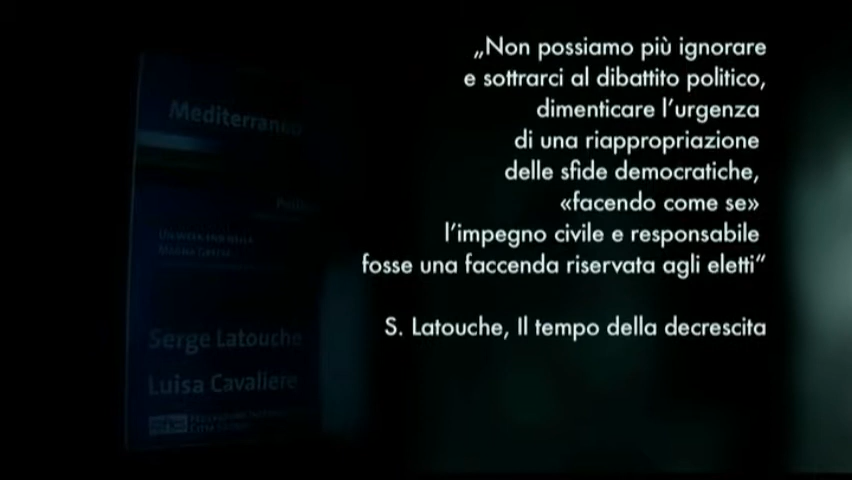 „Non possiamo più ignorare
e sottrarci al dibattito politico,
dimenticare l'urgenza
di una riappropriazione
delle sfide democratiche,
«facendo come se»
l'impegno civile e responsabile
fosse una faccenda riservata agli eletti“
S. Latouche, Il tempo della decrescita
Mediterraneo
Serge Latouche
Luisa Cavaliere